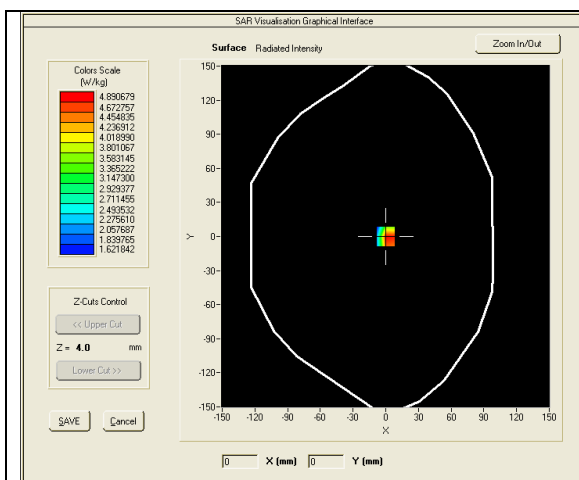 SAR Visualisation Graphical Interface
Surface Radiated Intensity
Zoom In/Out
Colors Scale
(W/kg)
4.890679
4.672757
4.454835
4.236912
4.018990
3.801067
3.583145
3.365222
3.147300
2.929377
2.711455
2.493532
2.275610
2.057687
1.839765
1.621842
Z-Cuts Control
<< Upper Cut
Z = 4.0 mm
Lower Cut >>
SAVE Cancel
150
120
90
60
30
0
-30
-60
-90
-120
-150
Y
-150 -120 -90 -60 -30 0 30 60 90 120 150
X
0 X (mm) 0 Y (mm)